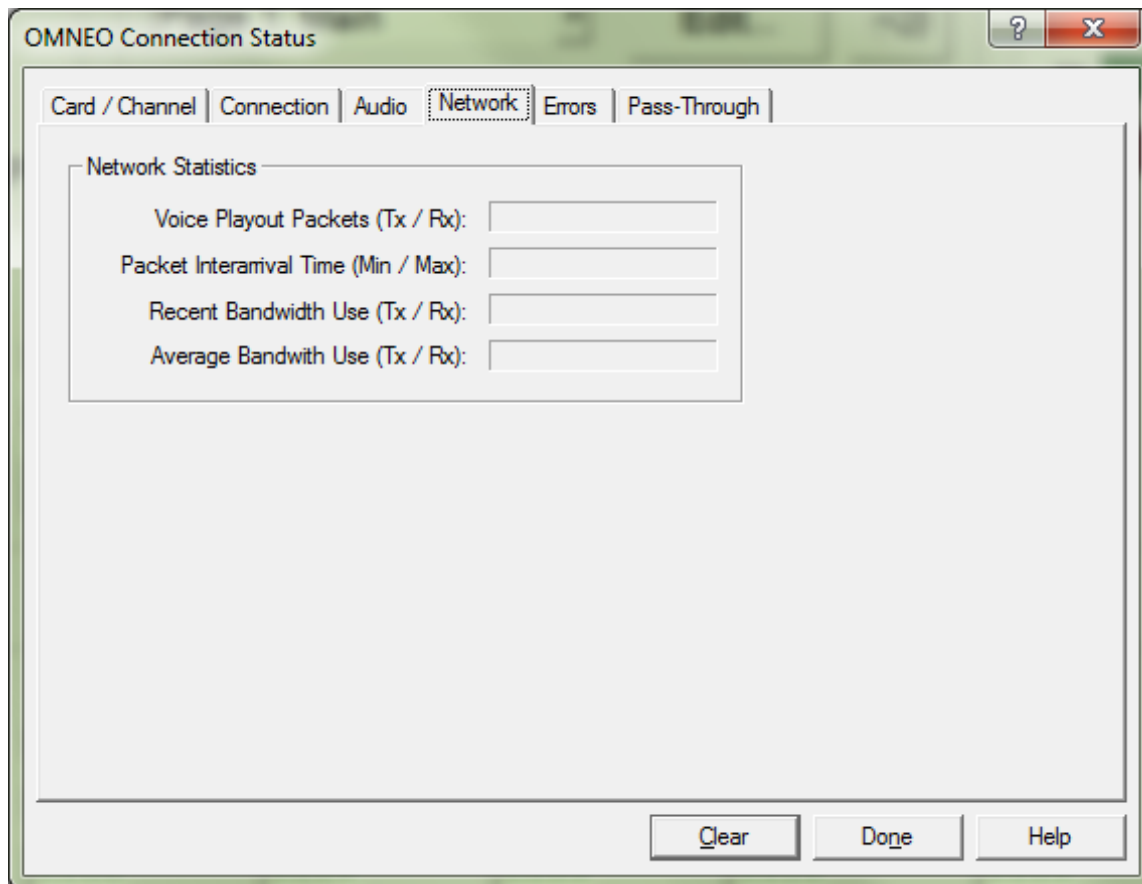 OMNEO Connection Status
Card / Channel Connection Audio Network Errors Pass-Through
Network Statistics
Voice Playout Packets (Tx / Rx):
Packet Interarrival Time (Min / Max):
Recent Bandwidth Use (Tx / Rx):
Average Bandwith Use (Tx / Rx):
Clear Done Help